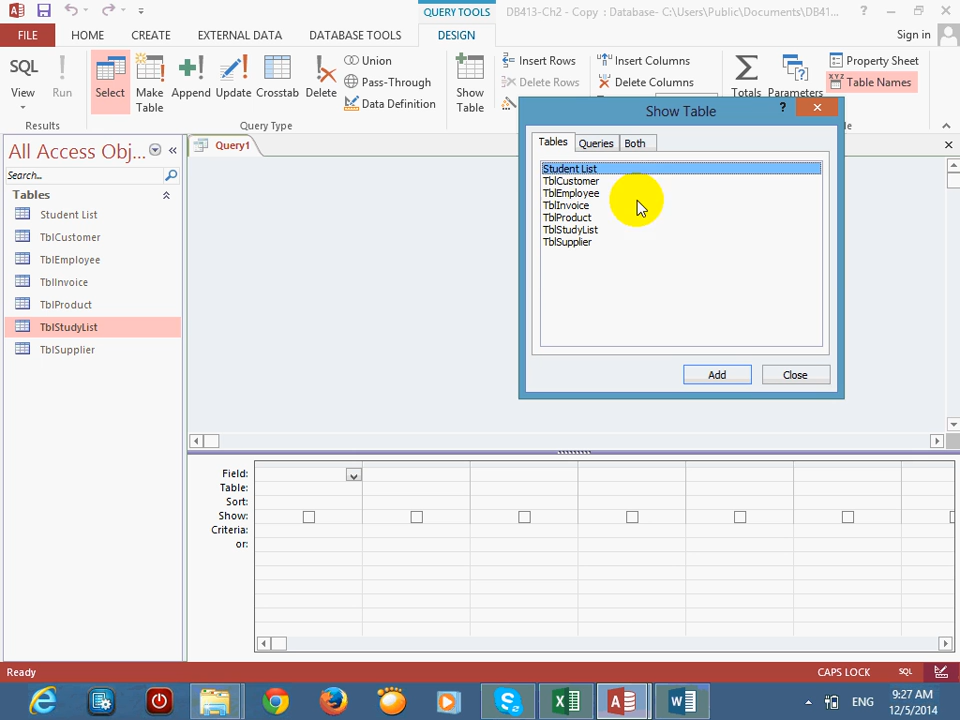 QUERY TOOLS
DB413-Ch2 - Copy : Database- C:\Users\Public\Documents\DB41...
?
FILE
HOME
CREATE
EXTERNAL DATA
DATABASE TOOLS
DESIGN
Sign in
SQL
View
Run
Select
Make
Table
Append
Update
Crosstab
Delete
Union
Pass-Through
Data Definition
Show
Table
Insert Rows
Delete Rows
Insert Columns
Delete Columns
Totals
Parameters
Property Sheet
Table Names
Results
Query Type
All Access Obj...
Search...
Tables
Student List
TblCustomer
TblEmployee
TblInvoice
TblProduct
TblStudyList
TblSupplier
Query1
Show Table
?
Tables
Queries
Both
Student List
TblCustomer
TblEmployee
TblInvoice
TblProduct
TblStudyList
TblSupplier
Add
Close
Field:
Table:
Sort:
Show:
Criteria:
or:
Ready
CAPS LOCK
SQL
ENG
9:27 AM
12/5/2014